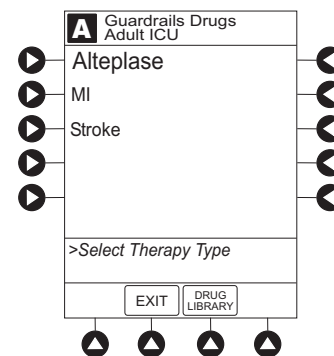 A
Guardrails Drugs
Adult ICU
Alteplase
MI
Stroke
>Select Therapy Type
EXIT
DRUG
LIBRARY